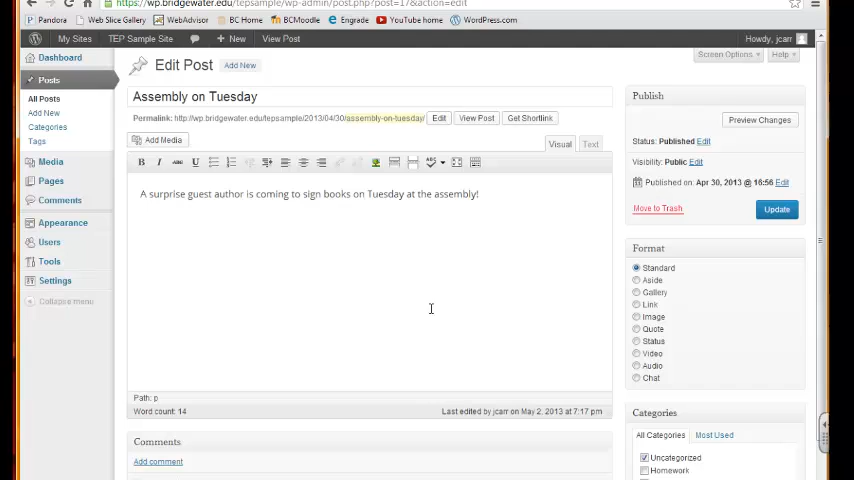 https://wp.bridgewater.edu/tepsample/wp-admin/post.php?post=17&action=edit
Pandora Web Slice Gallery WebAdvisor BC Home BCMoodle Engrade YouTube home WordPress.com
My Sites TEP Sample Site + New View Post Howdy, jcarr
Screen Options Help
Dashboard
Posts
All Posts
Add New
Categories
Tags
Media
Pages
Comments
Appearance
Users
Tools
Settings
Collapse menu
Edit Post Add New
Assembly on Tuesday
Permalink: http://wp.bridgewater.edu/tepsample/2013/04/30/assembly-on-tuesday/ Edit View Post Get Shortlink
Add Media
Visual Text
B I ABC U ABC
A surprise guest author is coming to sign books on Tuesday at the assembly!
Path: p
Word count: 14 Last edited by jcarr on May 2, 2013 at 7:17 pm
Comments
Add comment
Publish
Preview Changes
Status: Published Edit
Visibility: Public Edit
Published on: Apr 30, 2013 @ 16:56 Edit
Move to Trash Update
Format
Standard
Aside
Gallery
Link
Image
Quote
Status
Video
Audio
Chat
Categories
All Categories Most Used
Uncategorized
Homework